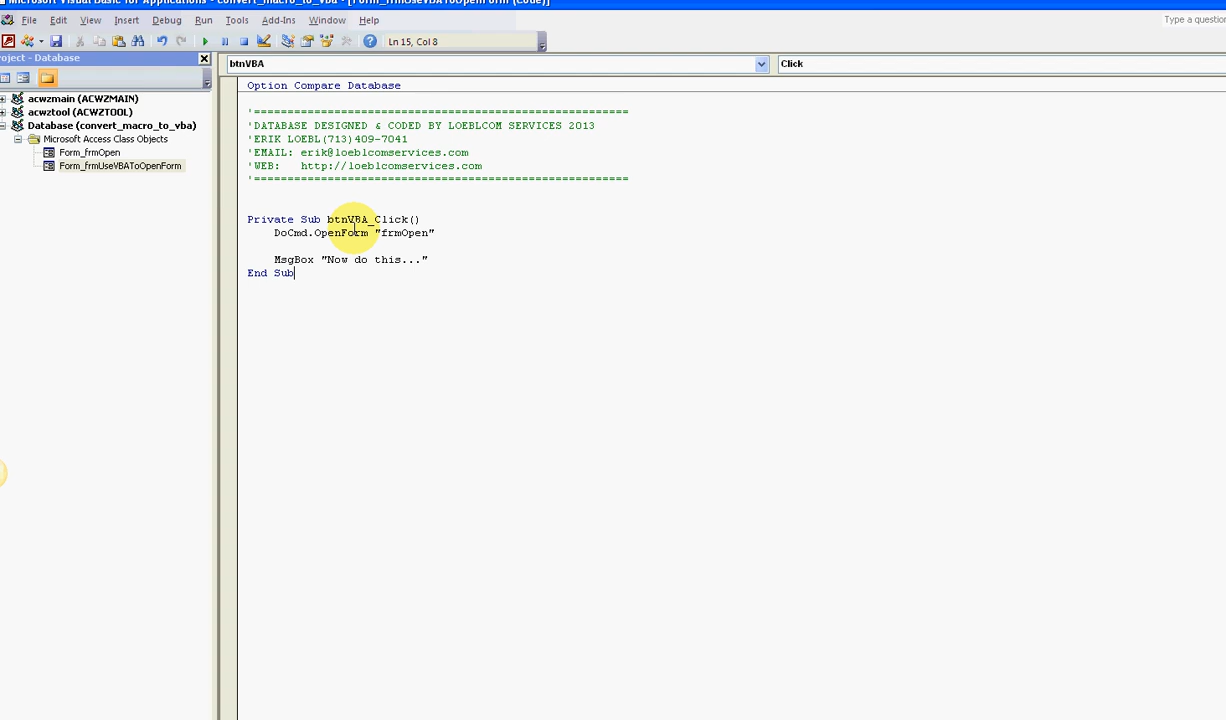 Microsoft Visual Basic for Applications - convert_macro_to_vba - [Form_frmUseVBAToOpenForm (Code)]
File Edit View Insert Debug Run Tools Add-Ins Window Help
Type a question
Ln 15, Col 8
roject - Database
btnVBA
Click
acwzmain (ACWZMAIN)
acwztool (ACWZTOOL)
Database (convert_macro_to_vba)
Microsoft Access Class Objects
Form_frmOpen
Form_frmUseVBAToOpenForm
Option Compare Database
'========================================================
'DATABASE DESIGNED & CODED BY LOEBLCOM SERVICES 2013
'ERIK LOEBL(713)409-7041
'EMAIL: erik@loeblcomservices.com
'WEB:   http://loeblcomservices.com
'========================================================
Private Sub btnVBA_Click()
DoCmd.OpenForm "frmOpen"
MsgBox "Now do this..."
End Sub